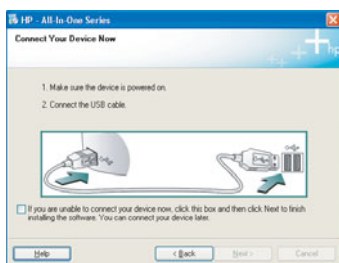 HP - All-In-One Series
Connect Your Device Now
hp
1. Make sure the device is powered on.
2. Connect the USB cable.
If you are unable to connect your device now, click this box and then click Next to finish
installing the software. You can connect your device later.
Help
< Back
Next >
Cancel